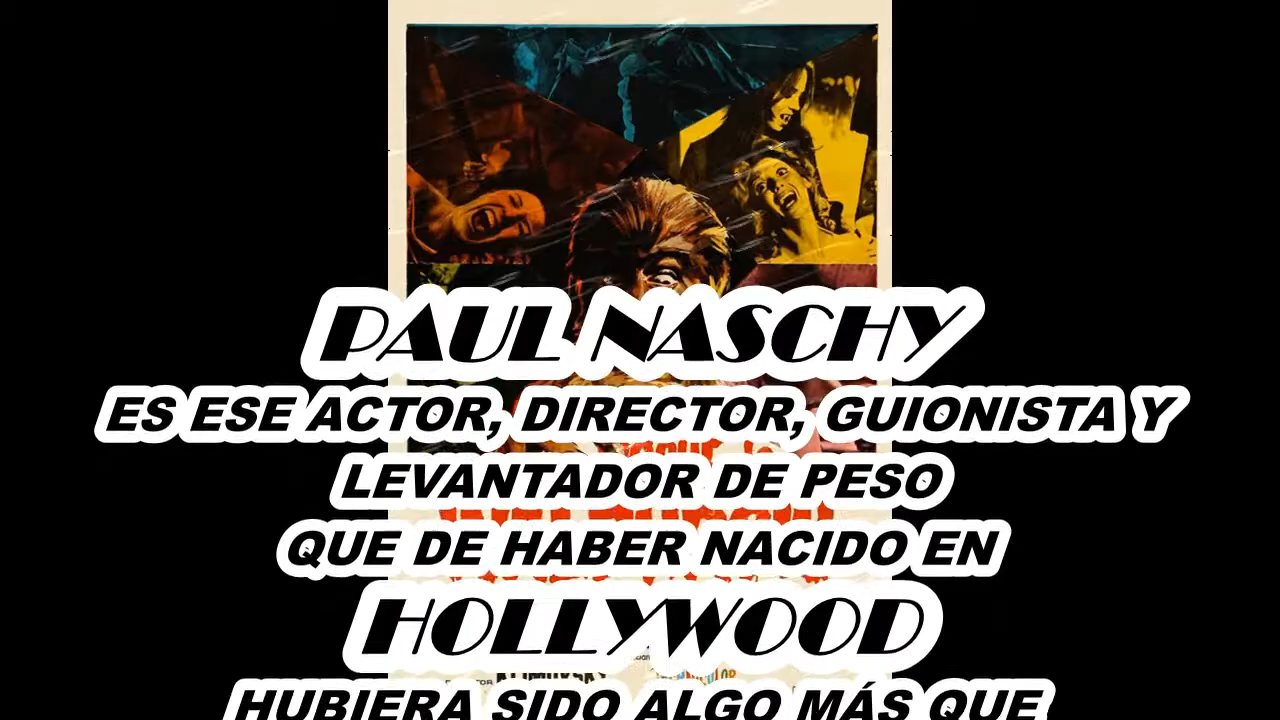 PAUL NASCHY
ES ESE ACTOR, DIRECTOR, GUIONISTA Y
LEVANTADOR DE PESO
QUE DE HABER NACIDO EN
HOLLYWOOD
HUBIERA SIDO ALGO MÁS QUE